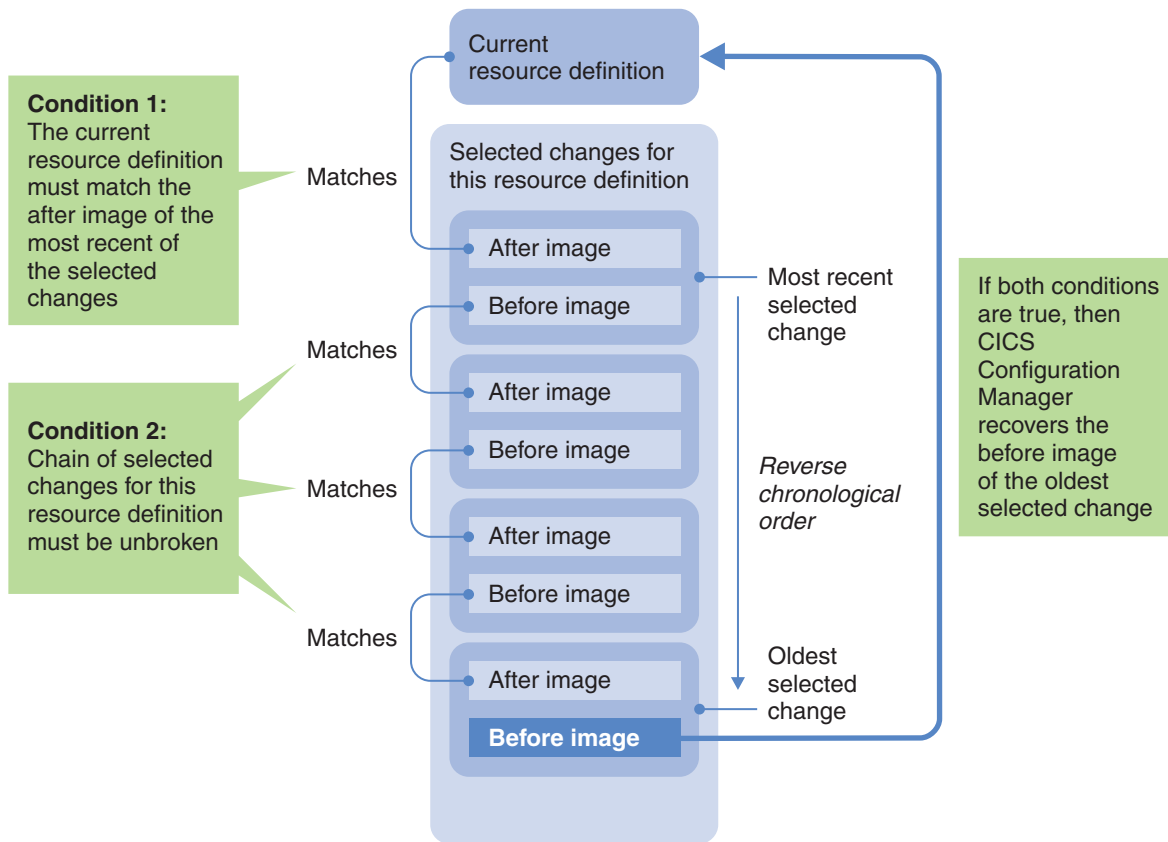 Current
resource definition
Condition 1:
The current
resource definition
must match the
after image of the
most recent of
the selected
changes
Matches
Selected changes for
this resource definition
After image
Before image
Most recent
selected
change
If both conditions
are true, then
CICS
Configuration
Manager
recovers the
before image
of the oldest
selected change
Matches
After image
Before image
Condition 2:
Chain of selected
changes for this
resource definition
must be unbroken
Matches
Reverse
chronological
order
After image
Before image
Matches
After image
Before image
Oldest
selected
change